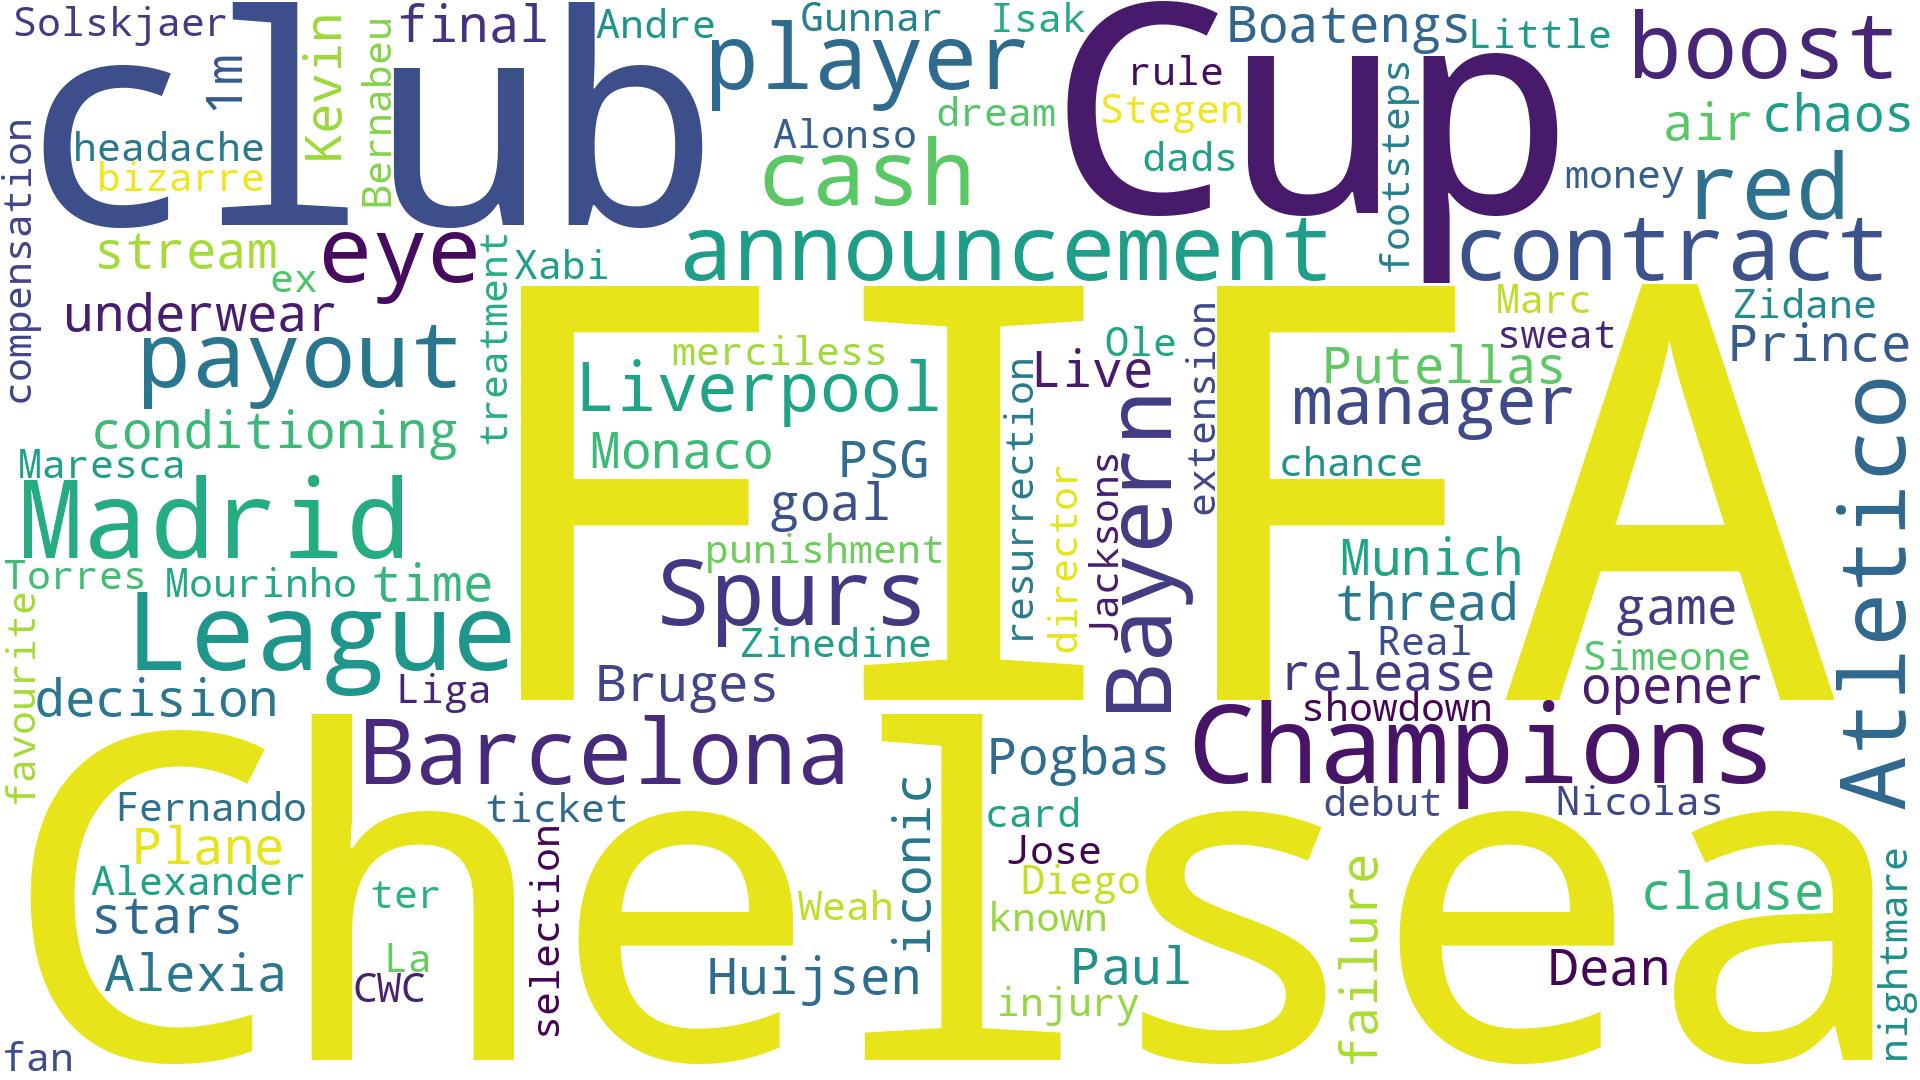 Solskjaer
club
1m
Kevin
Bernabeu
final
Andre
player
Gunnar
Isak
Cup
Boatengs
Little
boost
rule
Stegen
dads
dream
Alonso
cash
footsteps
air
chaos
money
red
headache
bizarre
compensation
stream
ex
eye
treatment
Xabi
announcement
contract
underwear
payout
FIFA
merciless
Liverpool
Monaco
PSG
goal
resurrection
Live
Ole
extension
Marc
sweat
Zidane
Prince
Putellas
manager
chance
Atletico
conditioning
Maresca
Madrid
punishment
Spurs
Zinedine
director
Jacksons
Bayern
Munich
thread
game
Real
Simeone
release
opener
showdown
Torres
Mourinho
time
League
favourite
decision
Liga
Bruges
Barcelona
Champions
Pogbas
debut
Nicolas
Chelsea
Fernando
ticket
Plane
Alexander
stars
ter
selection
Alexia
La
CWC
Weah
iconic
Huijsen
card
Jose
Diego
known
Paul
injury
failure
clause
Dean
nightmare
fan